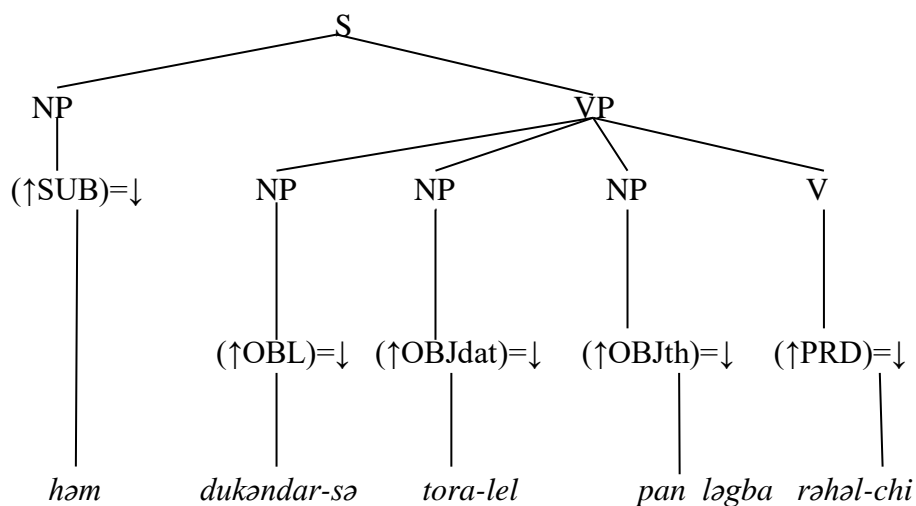 S
NP VP
(↑SUB)=↓ NP NP NP V
(↑OBL)=↓ (↑OBJdat)=↓ (↑OBJth)=↓ (↑PRD)=↓
həm dukəndar-sə tora-lel pan ləgba rəhəl-chi